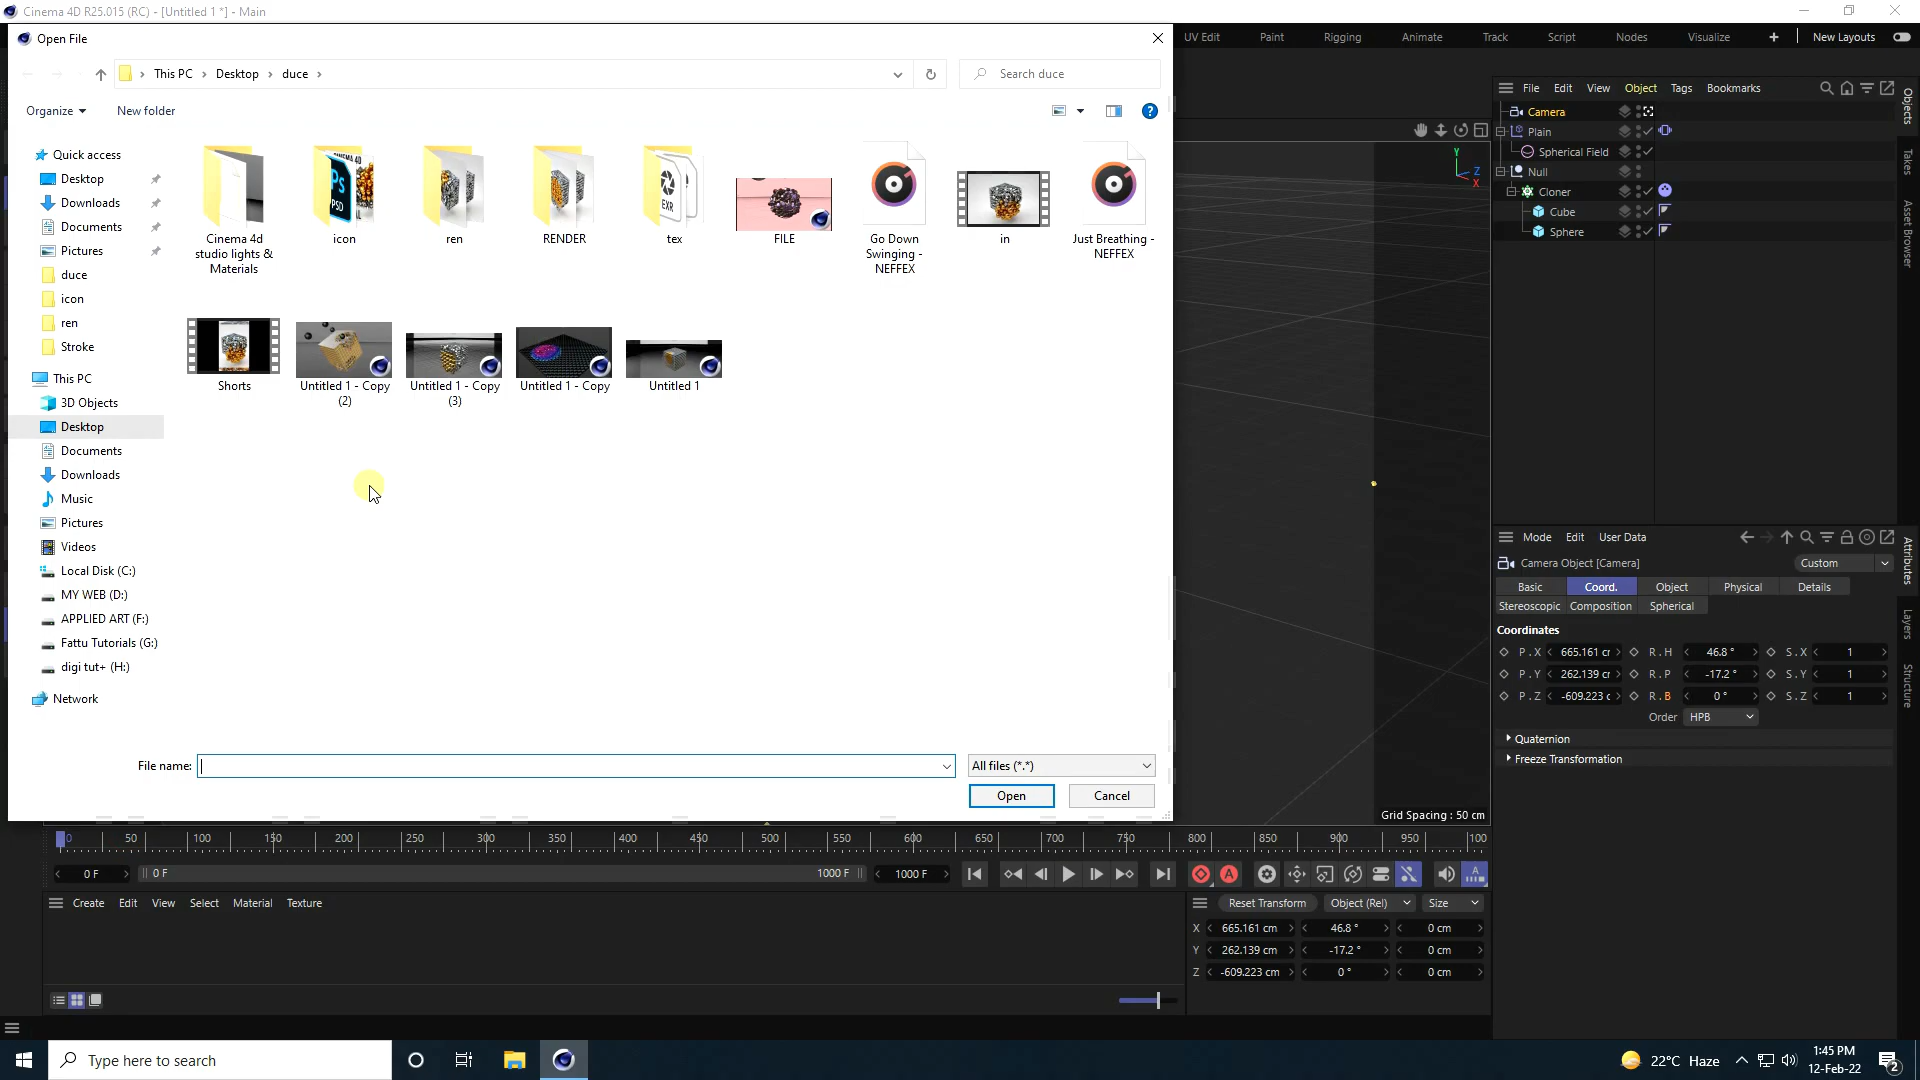 Cinema 4D R25.015 (RC) - [Untitled 1 *] - Main
Open File
UV Edit Paint Rigging Animate Track Script Nodes Visualize + New Layouts
This PC > Desktop > duce >
Search duce
Organize New folder
File Edit View Object Tags Bookmarks
Objects
Takes
Asset Browser
Camera
Plain
Spherical Field
Null
Cloner
Cube
Sphere
Y
Z
X
Quick access
Desktop
Downloads
Documents
Pictures
duce
icon
ren
Stroke
This PC
3D Objects
Desktop
Documents
Downloads
Music
Pictures
Videos
Local Disk (C:)
MY WEB (D:)
APPLIED ART (F:)
Fattu Tutorials (G:)
digi tut+ (H:)
Network
Cinema 4d studio lights & Materials
icon
ren
RENDER
tex
FILE
Go Down Swinging - NEFFEX
in
Just Breathing - NEFFEX
Shorts
Untitled 1 - Copy (2)
Untitled 1 - Copy (3)
Untitled 1 - Copy
Untitled 1
File name:
All files (*.*)
Open Cancel
Mode Edit User Data
Attributes
Layers
Structure
Camera Object [Camera]
Custom
Basic Coord. Object Physical Details
Stereoscopic Composition Spherical
Coordinates
P . X 665.161 cr R . H 46.8 ° S . X 1
P . Y 262.139 cr R . P -17.2 ° S . Y 1
P . Z -609.223 c R . B 0 ° S . Z 1
Order HPB
Quaternion
Freeze Transformation
Grid Spacing : 50 cm
0 50 100 150 200 250 300 350 400 450 500 550 600 650 700 750 800 850 900 950 100
0 F 0 F 1000 F 1000 F
Create Edit View Select Material Texture
Reset Transform Object (Rel) Size
X 665.161 cm 46.8 ° 0 cm
Y 262.139 cm -17.2 ° 0 cm
Z -609.223 cm 0 ° 0 cm
Type here to search
22°C Haze
1:45 PM
12-Feb-22
2